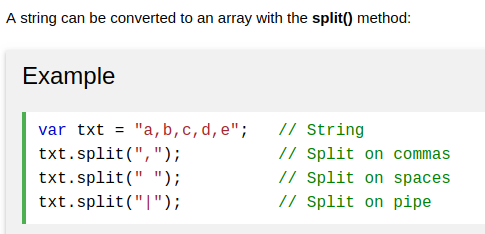 A string can be converted to an array with the split() method:
Example
var txt = "a,b,c,d,e";   // String
txt.split(",");          // Split on commas
txt.split(" ");          // Split on spaces
txt.split("|");          // Split on pipe